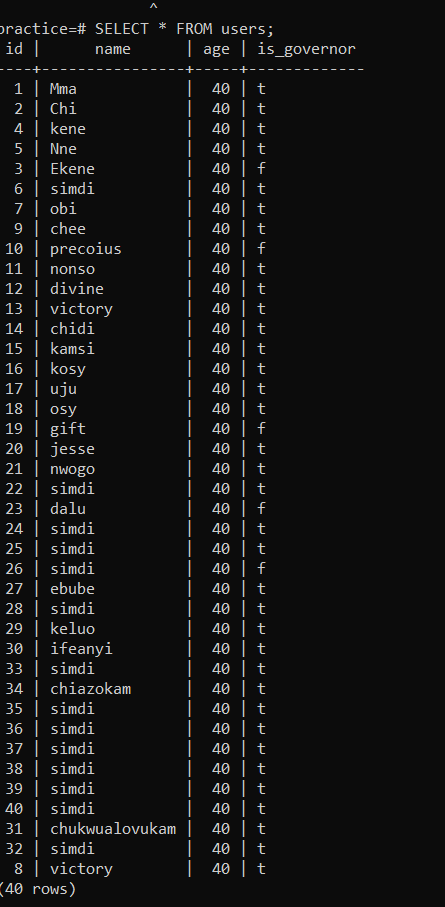 ^
practice=# SELECT * FROM users;
 id |      name      | age | is_governor
----+----------------+-----+-------------
  1 | Mma            |  40 | t
  2 | Chi            |  40 | t
  4 | kene           |  40 | t
  5 | Nne            |  40 | t
  3 | Ekene          |  40 | f
  6 | simdi          |  40 | t
  7 | obi            |  40 | t
  9 | chee           |  40 | t
 10 | precoius       |  40 | f
 11 | nonso          |  40 | t
 12 | divine         |  40 | t
 13 | victory        |  40 | t
 14 | chidi          |  40 | t
 15 | kamsi          |  40 | t
 16 | kosy           |  40 | t
 17 | uju            |  40 | t
 18 | osy            |  40 | t
 19 | gift           |  40 | f
 20 | jesse          |  40 | t
 21 | nwogo          |  40 | t
 22 | simdi          |  40 | t
 23 | dalu           |  40 | f
 24 | simdi          |  40 | t
 25 | simdi          |  40 | t
 26 | simdi          |  40 | f
 27 | ebube          |  40 | t
 28 | simdi          |  40 | t
 29 | keluo          |  40 | t
 30 | ifeanyi        |  40 | t
 33 | simdi          |  40 | t
 34 | chiazokam      |  40 | t
 35 | simdi          |  40 | t
 36 | simdi          |  40 | t
 37 | simdi          |  40 | t
 38 | simdi          |  40 | t
 39 | simdi          |  40 | t
 40 | simdi          |  40 | t
 31 | chukwualovukam |  40 | t
 32 | simdi          |  40 | t
  8 | victory        |  40 | t
(40 rows)